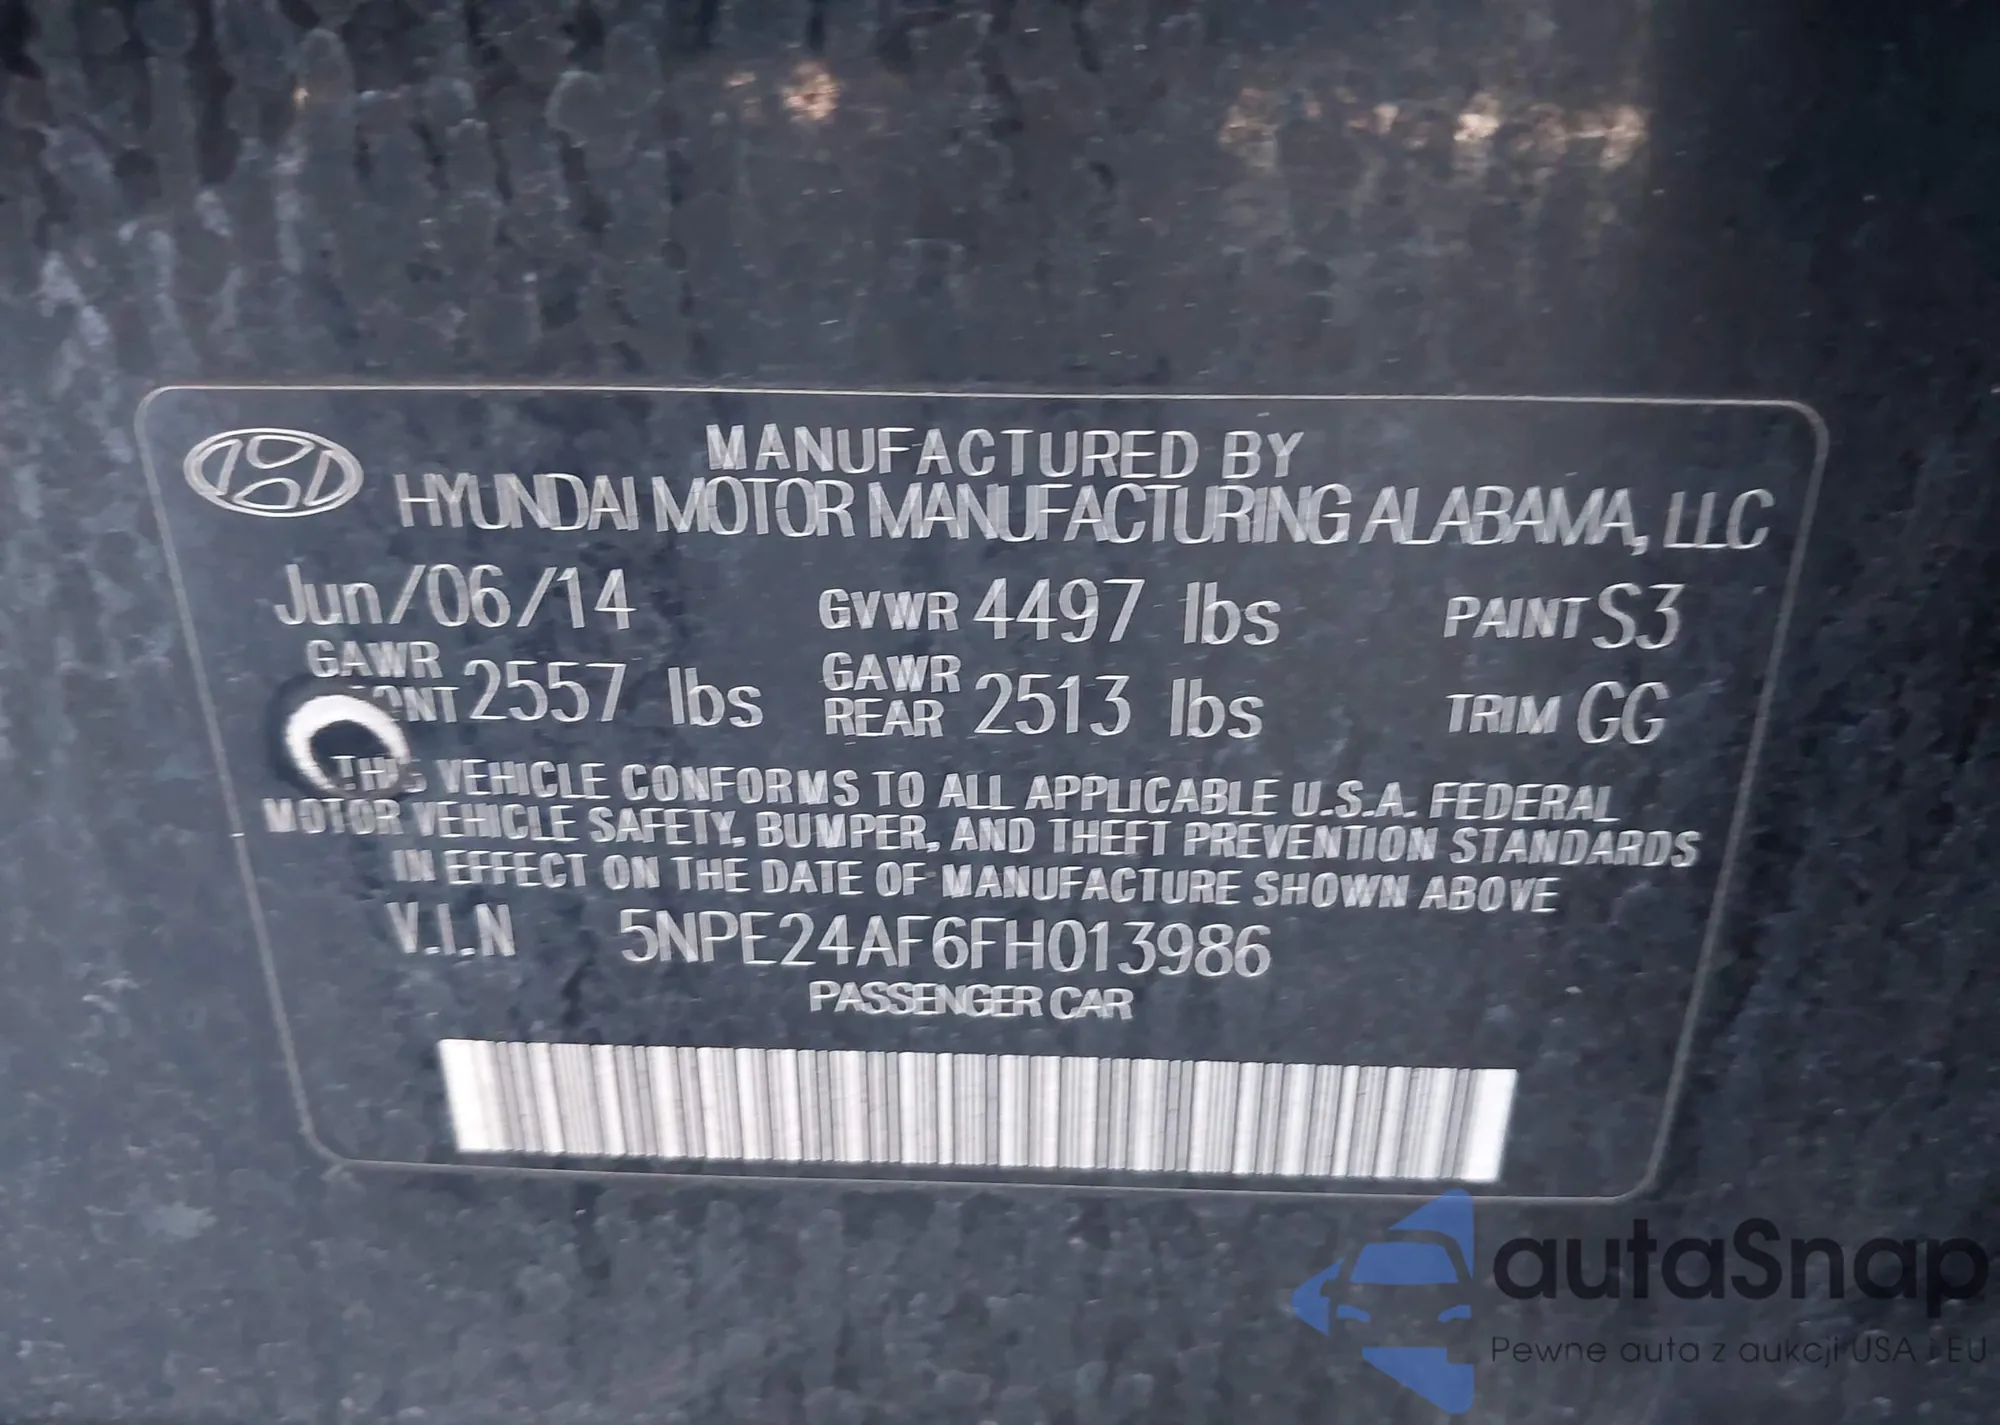 MANUFACTURED BY
HYUNDAI MOTOR MANUFACTURING ALABAMA, LLC
Jun/06/14 GVWR 4497 lbs PAINT S3
GAWR 2557 lbs GAWR REAR 2513 lbs TRIM GG
THIS VEHICLE CONFORMS TO ALL APPLICABLE U.S.A. FEDERAL
MOTOR VEHICLE SAFETY, BUMPER, AND THEFT PREVENTION STANDARDS
IN EFFECT ON THE DATE OF MANUFACTURE SHOWN ABOVE
V.I.N 5NPE24AF6FH013986
PASSENGER CAR
autaSnap
Pewne auta z aukcji USA i EU